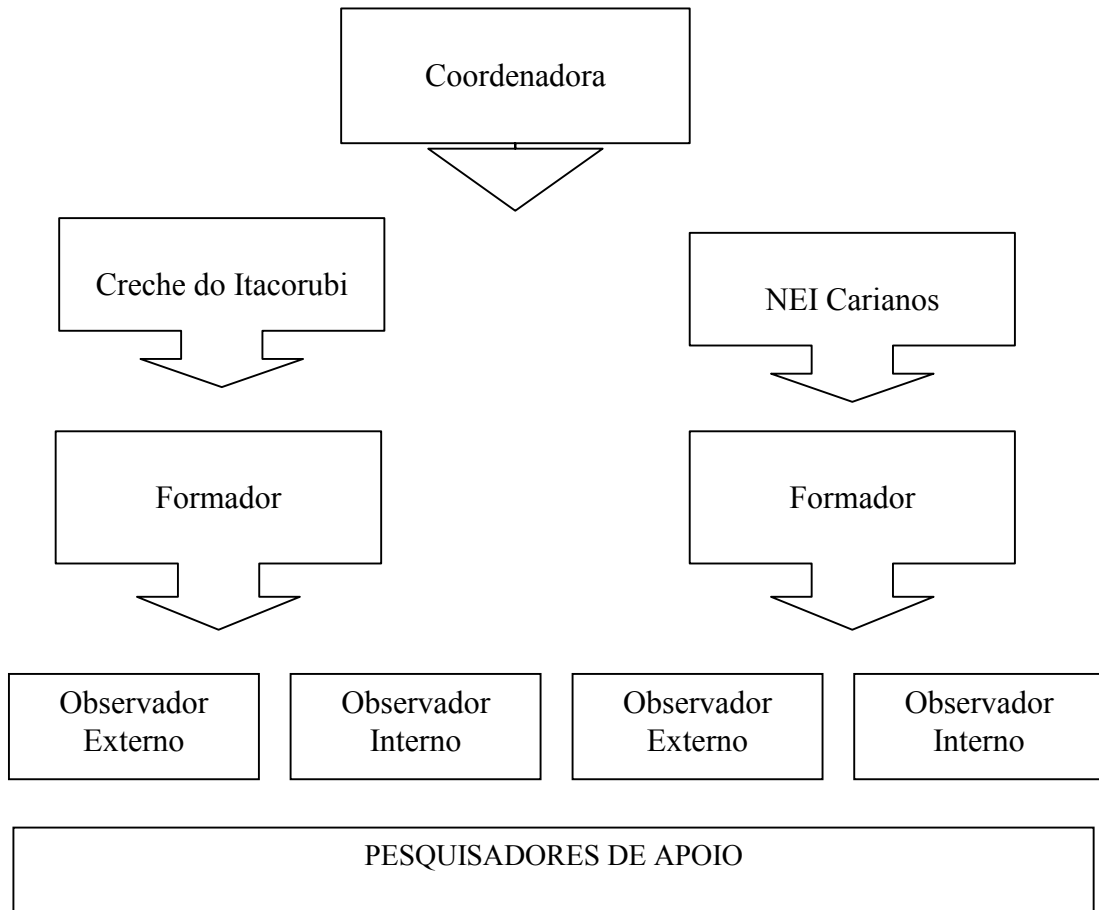 Coordenadora
Creche do Itacorubi
NEI Carianos
Formador
Formador
Observador
Externo
Observador
Interno
Observador
Externo
Observador
Interno
PESQUISADORES DE APOIO